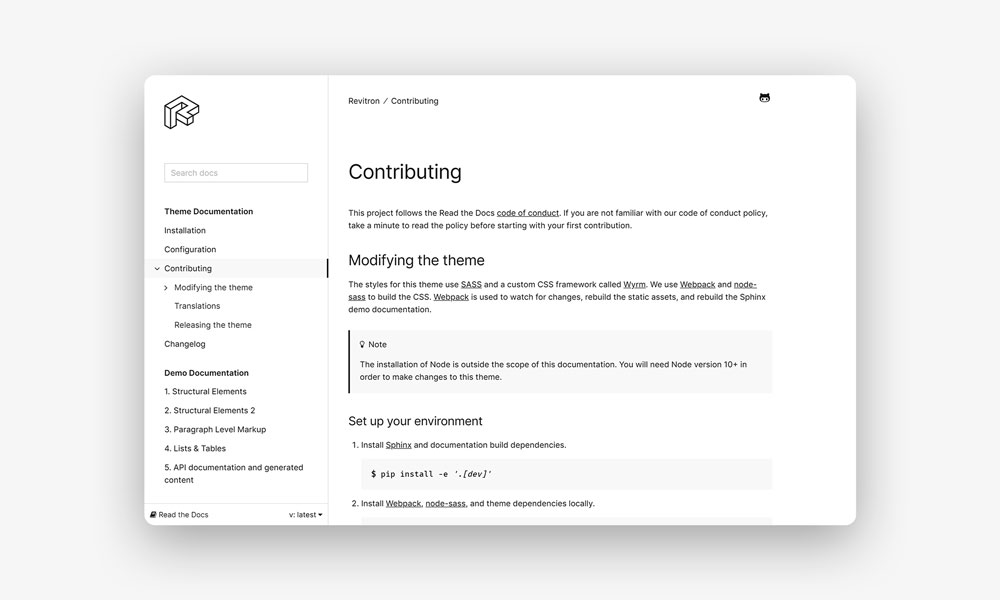 Search docs
Theme Documentation
Installation
Configuration
Contributing
Modifying the theme
Translations
Releasing the theme
Changelog
Demo Documentation
1. Structural Elements
2. Structural Elements 2
3. Paragraph Level Markup
4. Lists & Tables
5. API documentation and generated
content
Read the Docs
v: latest
Revitron / Contributing
Contributing
This project follows the Read the Docs code of conduct. If you are not familiar with our code of conduct policy,
take a minute to read the policy before starting with your first contribution.
Modifying the theme
The styles for this theme use SASS and a custom CSS framework called Wyrm. We use Webpack and node-
sass to build the CSS. Webpack is used to watch for changes, rebuild the static assets, and rebuild the Sphinx
demo documentation.
Note
The installation of Node is outside the scope of this documentation. You will need Node version 10+ in
order to make changes to this theme.
Set up your environment
1. Install Sphinx and documentation build dependencies.
$ pip install -e '.[dev]'
2. Install Webpack, node-sass, and theme dependencies locally.